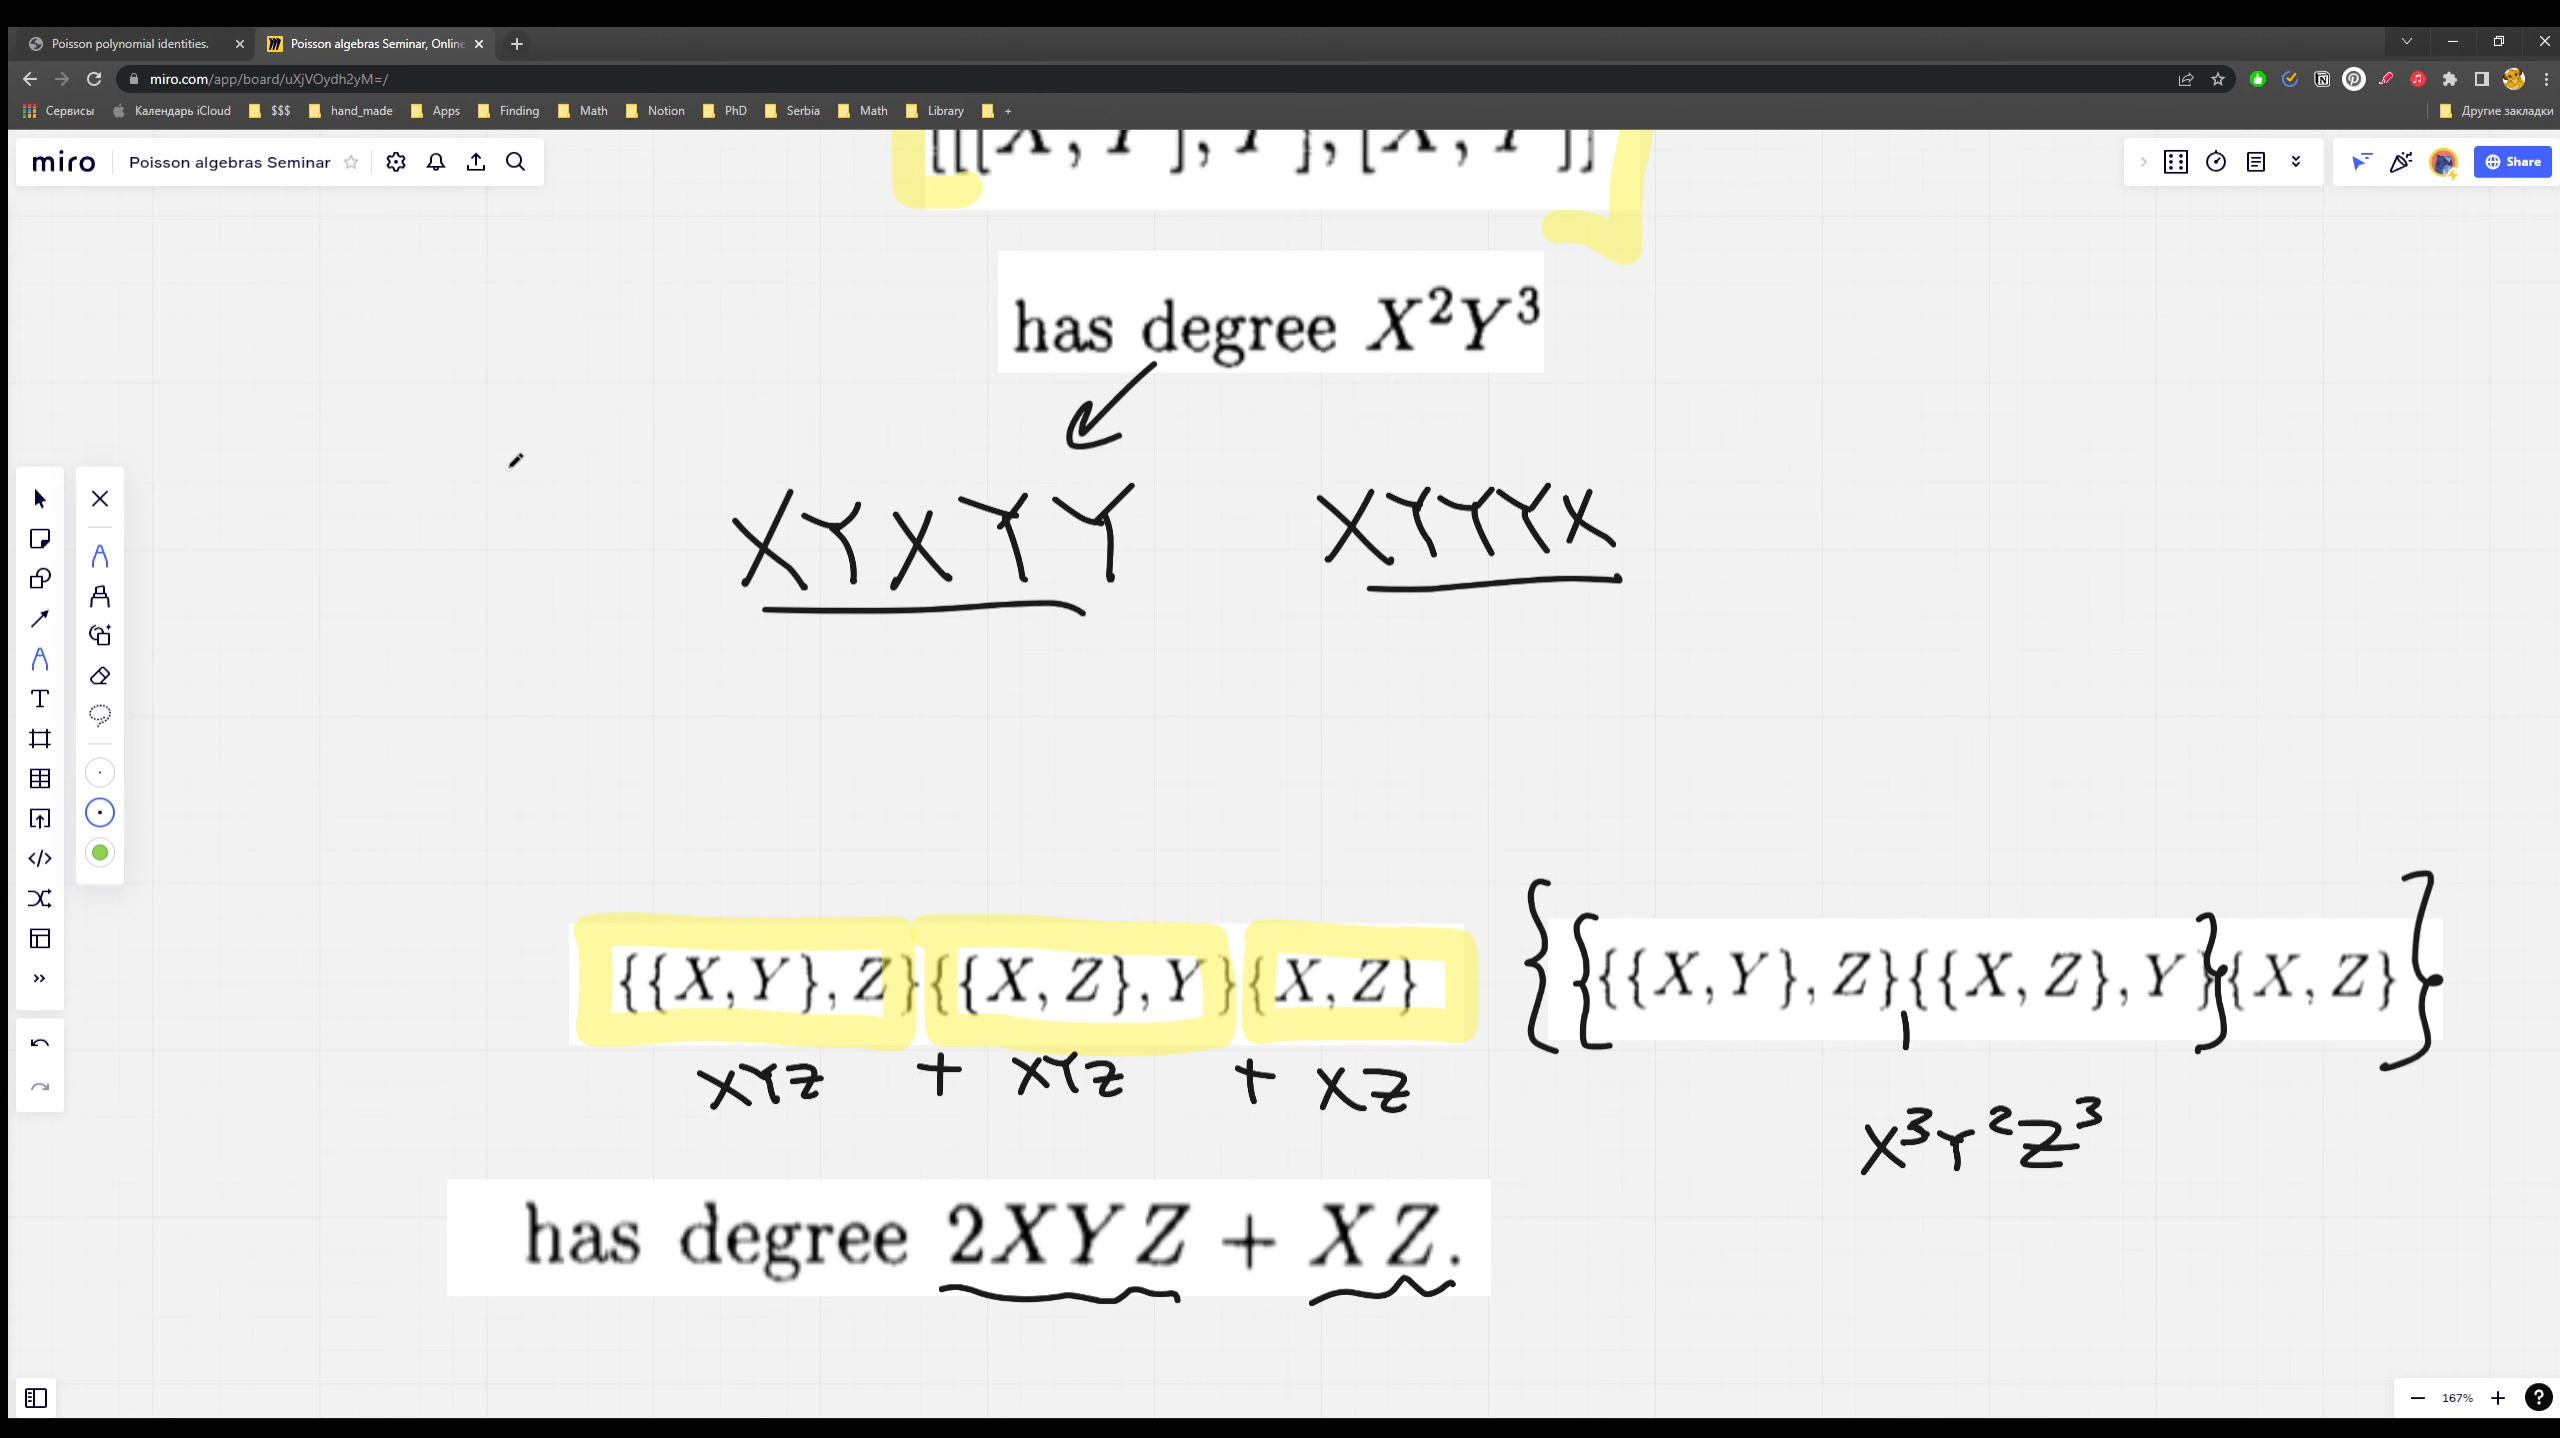 Poisson polynomial identities.
Poisson algebras Seminar, Online
miro.com/app/board/uXjVOydh2yM=/
Сервисы Календарь iCloud $$$ hand_made Apps Finding Math Notion PhD Serbia Math Library + Другие закладки
miro Poisson algebras Seminar Share
[[[X, Y], Y], [X, Y]]
has degree X²Y³
XYXYY XYYYX
{{X, Y}, Z}{{X, Z}, Y}{X, Z} {{{{X, Y}, Z}, {{X, Z}, Y}}{X, Z}}
XYZ + XYZ + XZ
X³Y²Z³
has degree 2XYZ + XZ.
167%